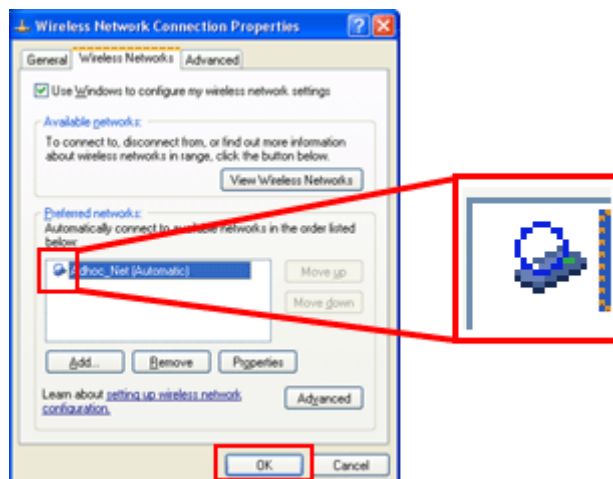 Wireless Network Connection Properties
General Wireless Networks Advanced
Use Windows to configure my wireless network settings
Available networks:
To connect to, disconnect from, or find out more information
about wireless networks in range, click the button below.
View Wireless Networks
Preferred networks:
Automatically connect to available networks in the order listed
below:
Adhoc_Net (Automatic)
Move up
Move down
Add... Remove Properties
Learn about setting up wireless network
configuration.
Advanced
OK Cancel